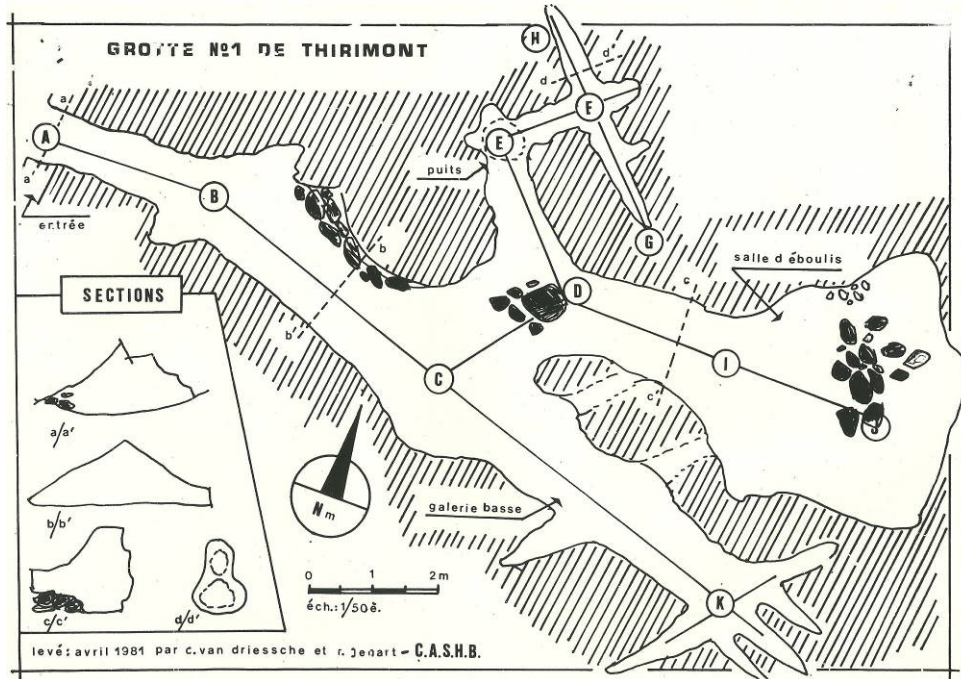 GROTTE Nº1 DE THIRIMONT
H
d
d'
a
A
a'
B
E
F
puits
G
entrée
b
b'
salle d éboulis
c
c'
D
I
J
C
SECTIONS
a/a'
b/b'
c/c'
d/d'
Nm
galerie basse
K
0 1 2m
éch.: 1/50è.
levé: avril 1981 par c. van driessche et r. Jenart - C.A.S.H.B.